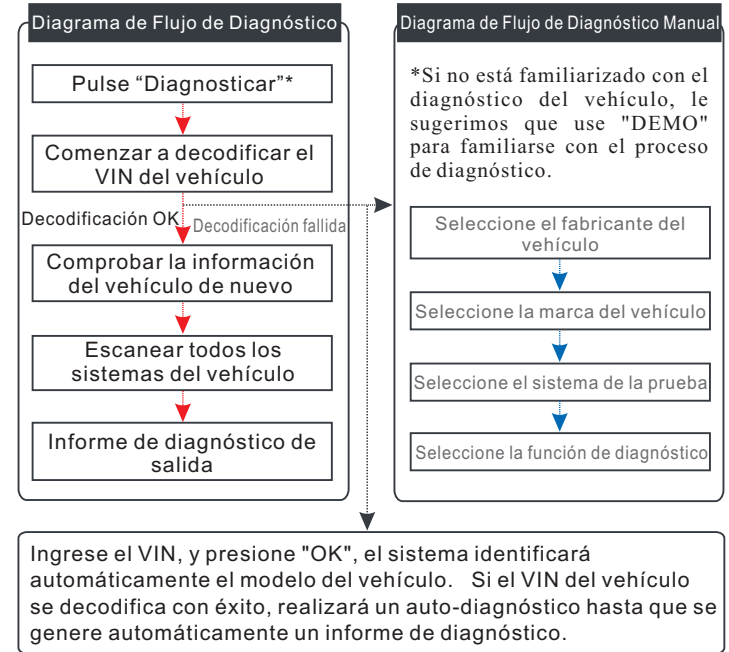 Diagrama de Flujo de Diagnóstico
Pulse “Diagnosticar”*
Comenzar a decodificar el
VIN del vehículo
Decodificación OK
Decodificación fallida
Comprobar la información
del vehículo de nuevo
Escanear todos los
sistemas del vehículo
Informe de diagnóstico de
salida
Diagrama de Flujo de Diagnóstico Manual
*Si no está familiarizado con el
diagnóstico del vehículo, le
sugerimos que use "DEMO"
para familiarse con el proceso
de diagnóstico.
Seleccione el fabricante del
vehículo
Seleccione la marca del vehículo
Seleccione el sistema de la prueba
Seleccione la función de diagnóstico
Ingrese el VIN, y presione "OK", el sistema identificará
automáticamente el modelo del vehículo. Si el VIN del vehículo
se decodifica con éxito, realizará un auto-diagnóstico hasta que se
genere automáticamente un informe de diagnóstico.